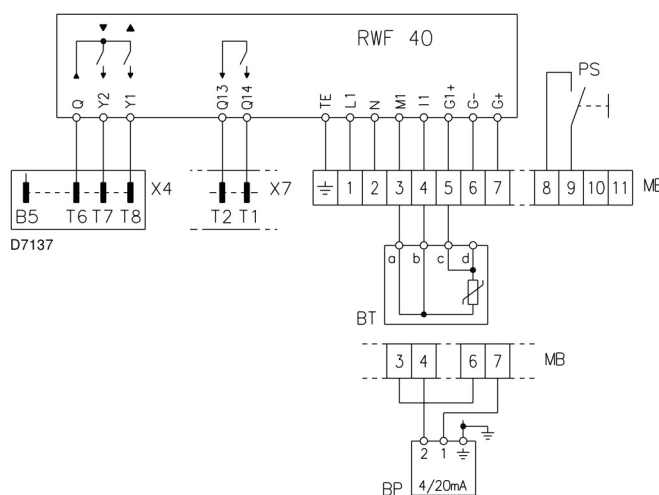 RWF 40
Q Y2 Y1 Q13 Q14 TE L1 N M1 I1 G1+ G- G+
PS
B5 T6 T7 T8
X4
T2 T1
X7
1 2 3 4 5 6 7
8 9 10 11
D7137
a b c d
BT
3 4 6 7
MB
2 1
BP
4/20mA